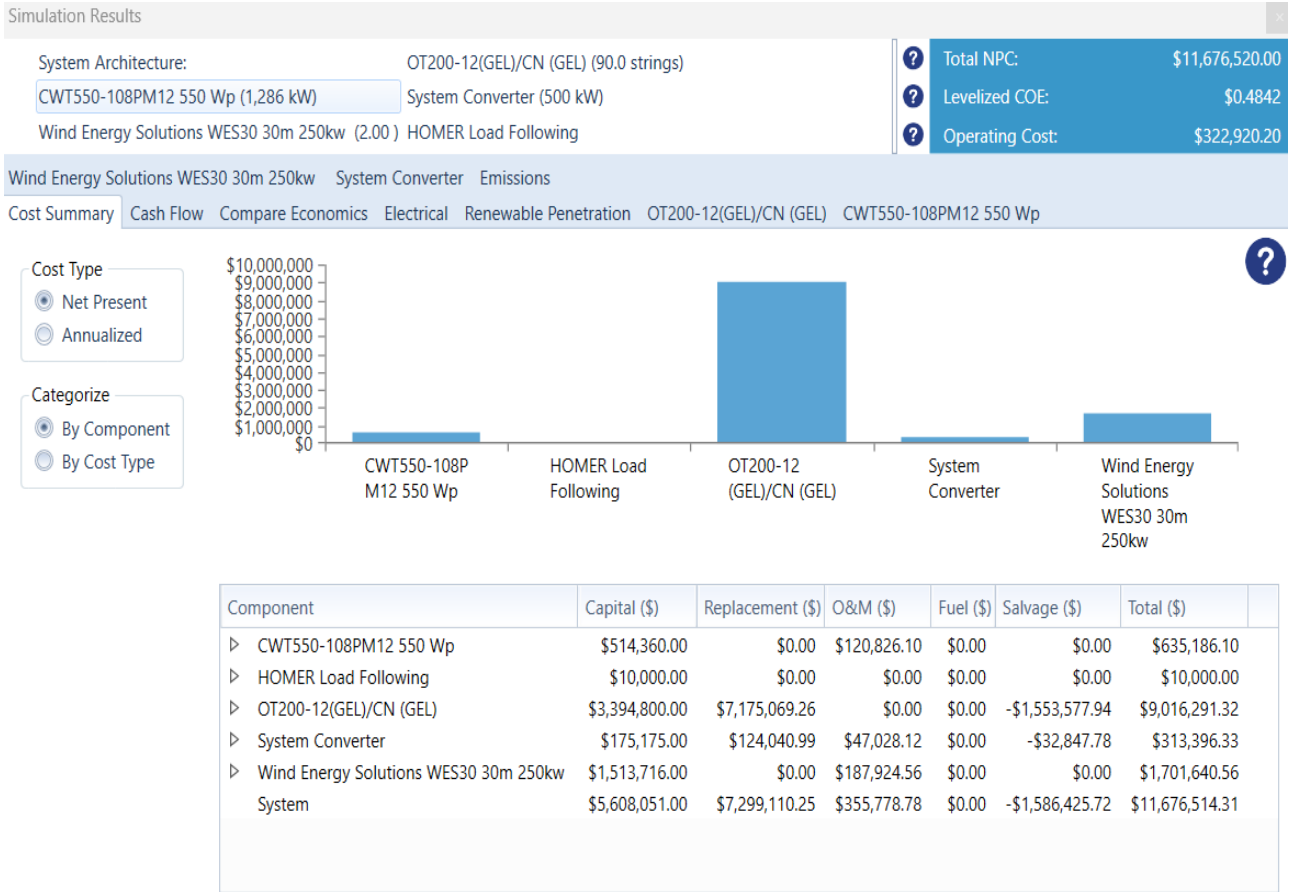 Simulation Results
System Architecture:
OT200-12(GEL)/CN (GEL) (90.0 strings)
CWT550-108PM12 550 Wp (1,286 kW)
System Converter (500 kW)
Wind Energy Solutions WES30 30m 250kw (2.00 )
HOMER Load Following
? Total NPC: $11,676,520.00
? Levelized COE: $0.4842
? Operating Cost: $322,920.20
Wind Energy Solutions WES30 30m 250kw System Converter Emissions
Cost Summary Cash Flow Compare Economics Electrical Renewable Penetration OT200-12(GEL)/CN (GEL) CWT550-108PM12 550 Wp
Cost Type
Net Present
Annualized
Categorize
By Component
By Cost Type
?
$10,000,000
$9,000,000
$8,000,000
$7,000,000
$6,000,000
$5,000,000
$4,000,000
$3,000,000
$2,000,000
$1,000,000
$0
CWT550-108P
M12 550 Wp
HOMER Load
Following
OT200-12
(GEL)/CN (GEL)
System
Converter
Wind Energy
Solutions
WES30 30m
250kw
Component Capital ($) Replacement ($) O&M ($) Fuel ($) Salvage ($) Total ($)
CWT550-108PM12 550 Wp $514,360.00 $0.00 $120,826.10 $0.00 $0.00 $635,186.10
HOMER Load Following $10,000.00 $0.00 $0.00 $0.00 $0.00 $10,000.00
OT200-12(GEL)/CN (GEL) $3,394,800.00 $7,175,069.26 $0.00 $0.00 -$1,553,577.94 $9,016,291.32
System Converter $175,175.00 $124,040.99 $47,028.12 $0.00 -$32,847.78 $313,396.33
Wind Energy Solutions WES30 30m 250kw $1,513,716.00 $0.00 $187,924.56 $0.00 $0.00 $1,701,640.56
System $5,608,051.00 $7,299,110.25 $355,778.78 $0.00 -$1,586,425.72 $11,676,514.31